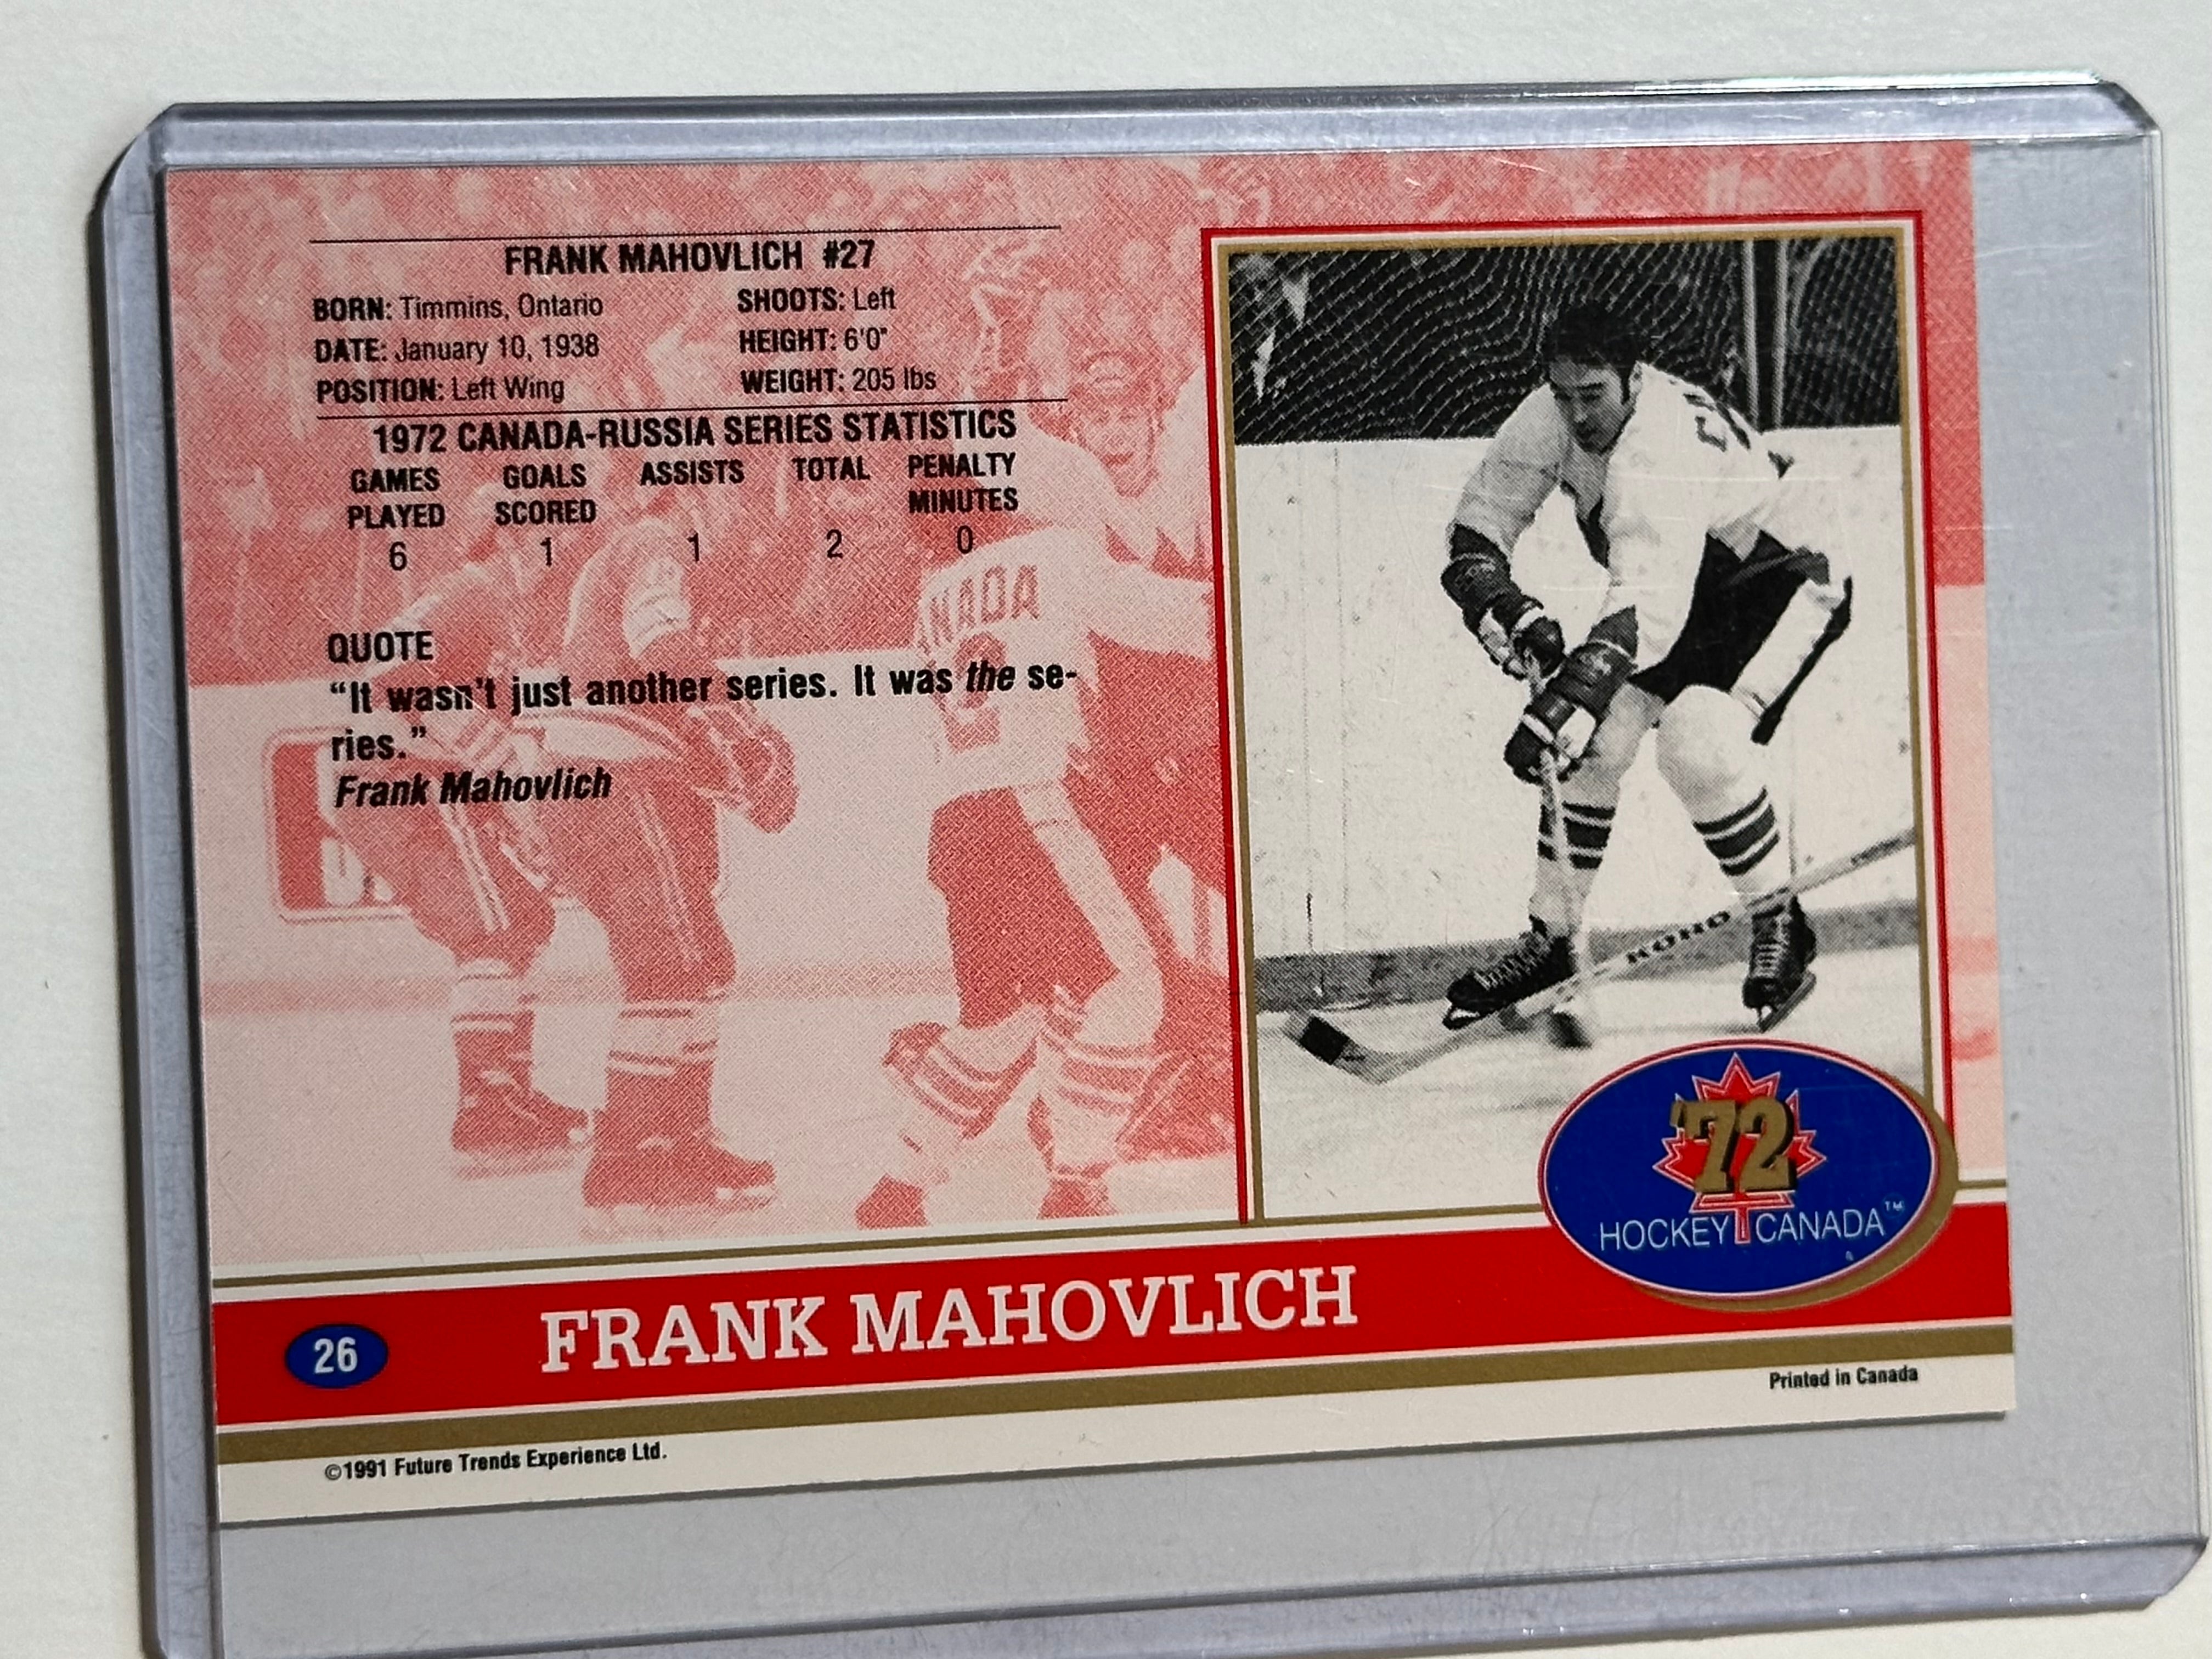 FRANK MAHOVLICH #27
BORN: Timmins, Ontario
DATE: January 10, 1938
POSITION: Left Wing
SHOOTS: Left
HEIGHT: 6'0"
WEIGHT: 205 lbs
1972 CANADA-RUSSIA SERIES STATISTICS
GAMES PLAYED GOALS SCORED ASSISTS TOTAL PENALTY MINUTES
6 1 1 2 0
QUOTE
“It wasn't just another series. It was the se-
ries.”
Frank Mahovlich
NADA
KOHO
'72
HOCKEY CANADA™
26
FRANK MAHOVLICH
Printed in Canada
©1991 Future Trends Experience Ltd.